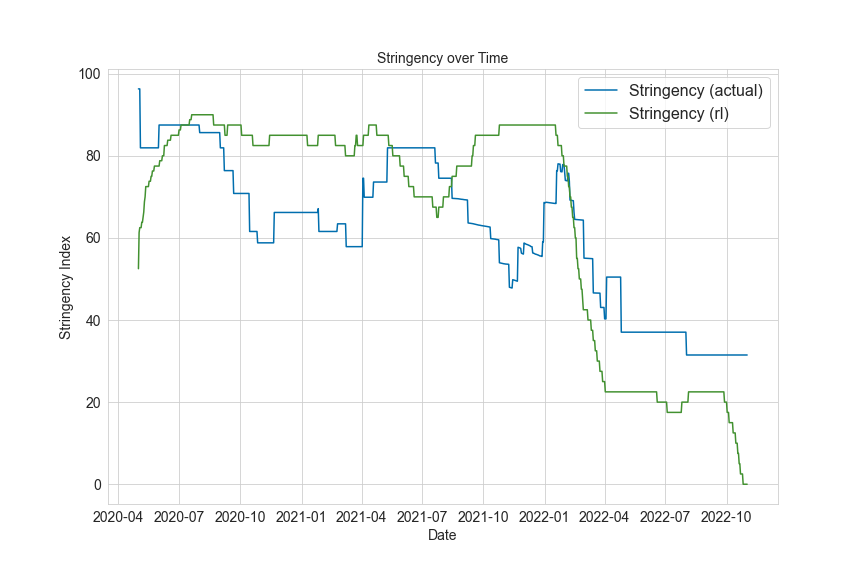 Stringency over Time
Stringency (actual)
Stringency (rl)
Stringency Index
100
80
60
40
20
0
2020-04 2020-07 2020-10 2021-01 2021-04 2021-07 2021-10 2022-01 2022-04 2022-07 2022-10
Date